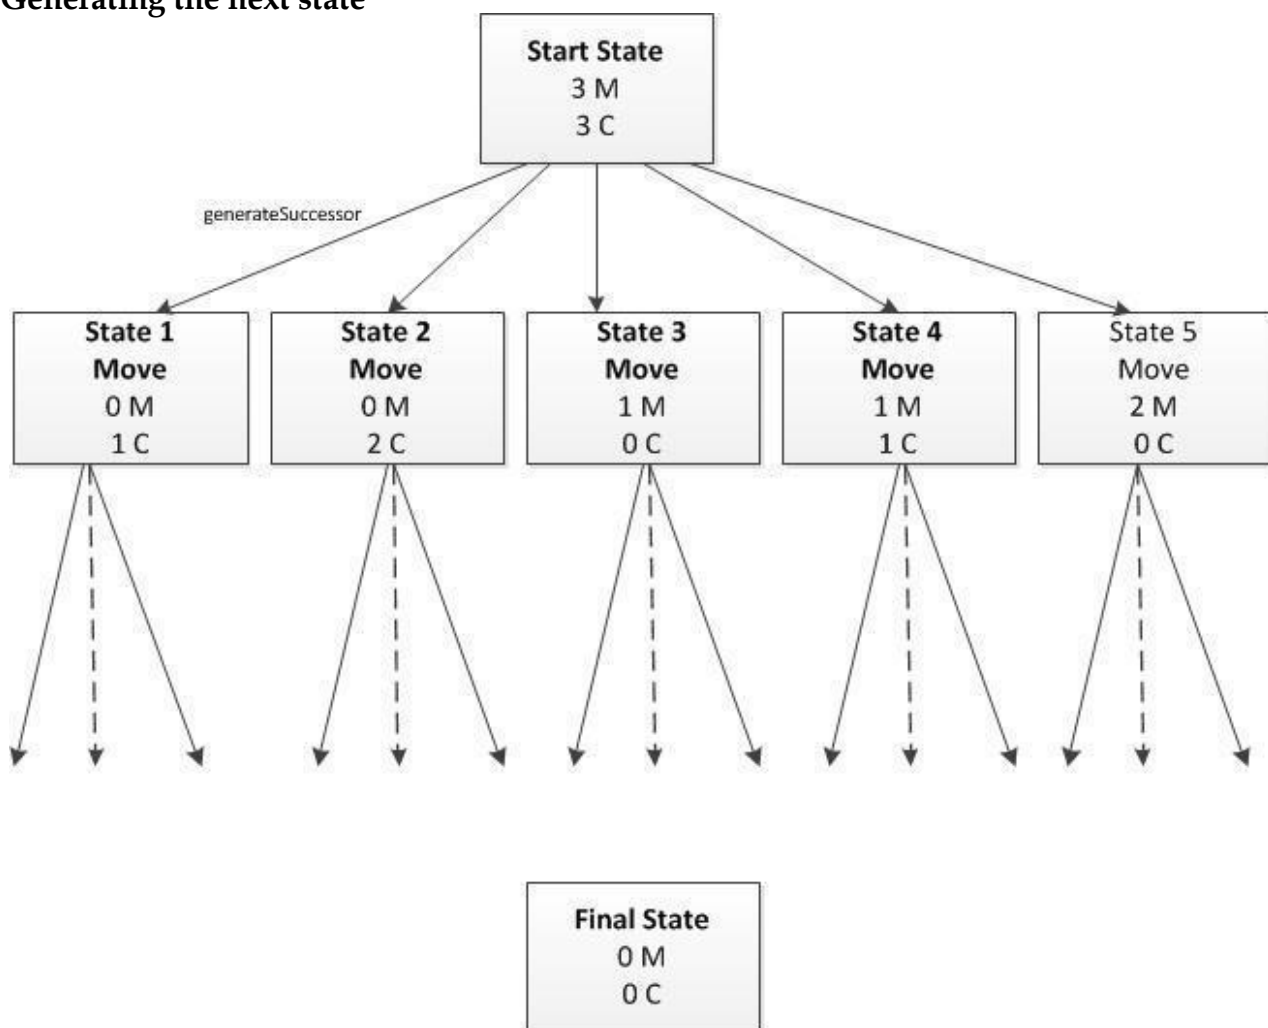 Generating the next state
Start State
3 M
3 C
generateSuccessor
State 1
Move
0 M
1 C
State 2
Move
0 M
2 C
State 3
Move
1 M
0 C
State 4
Move
1 M
1 C
State 5
Move
2 M
0 C
Final State
0 M
0 C